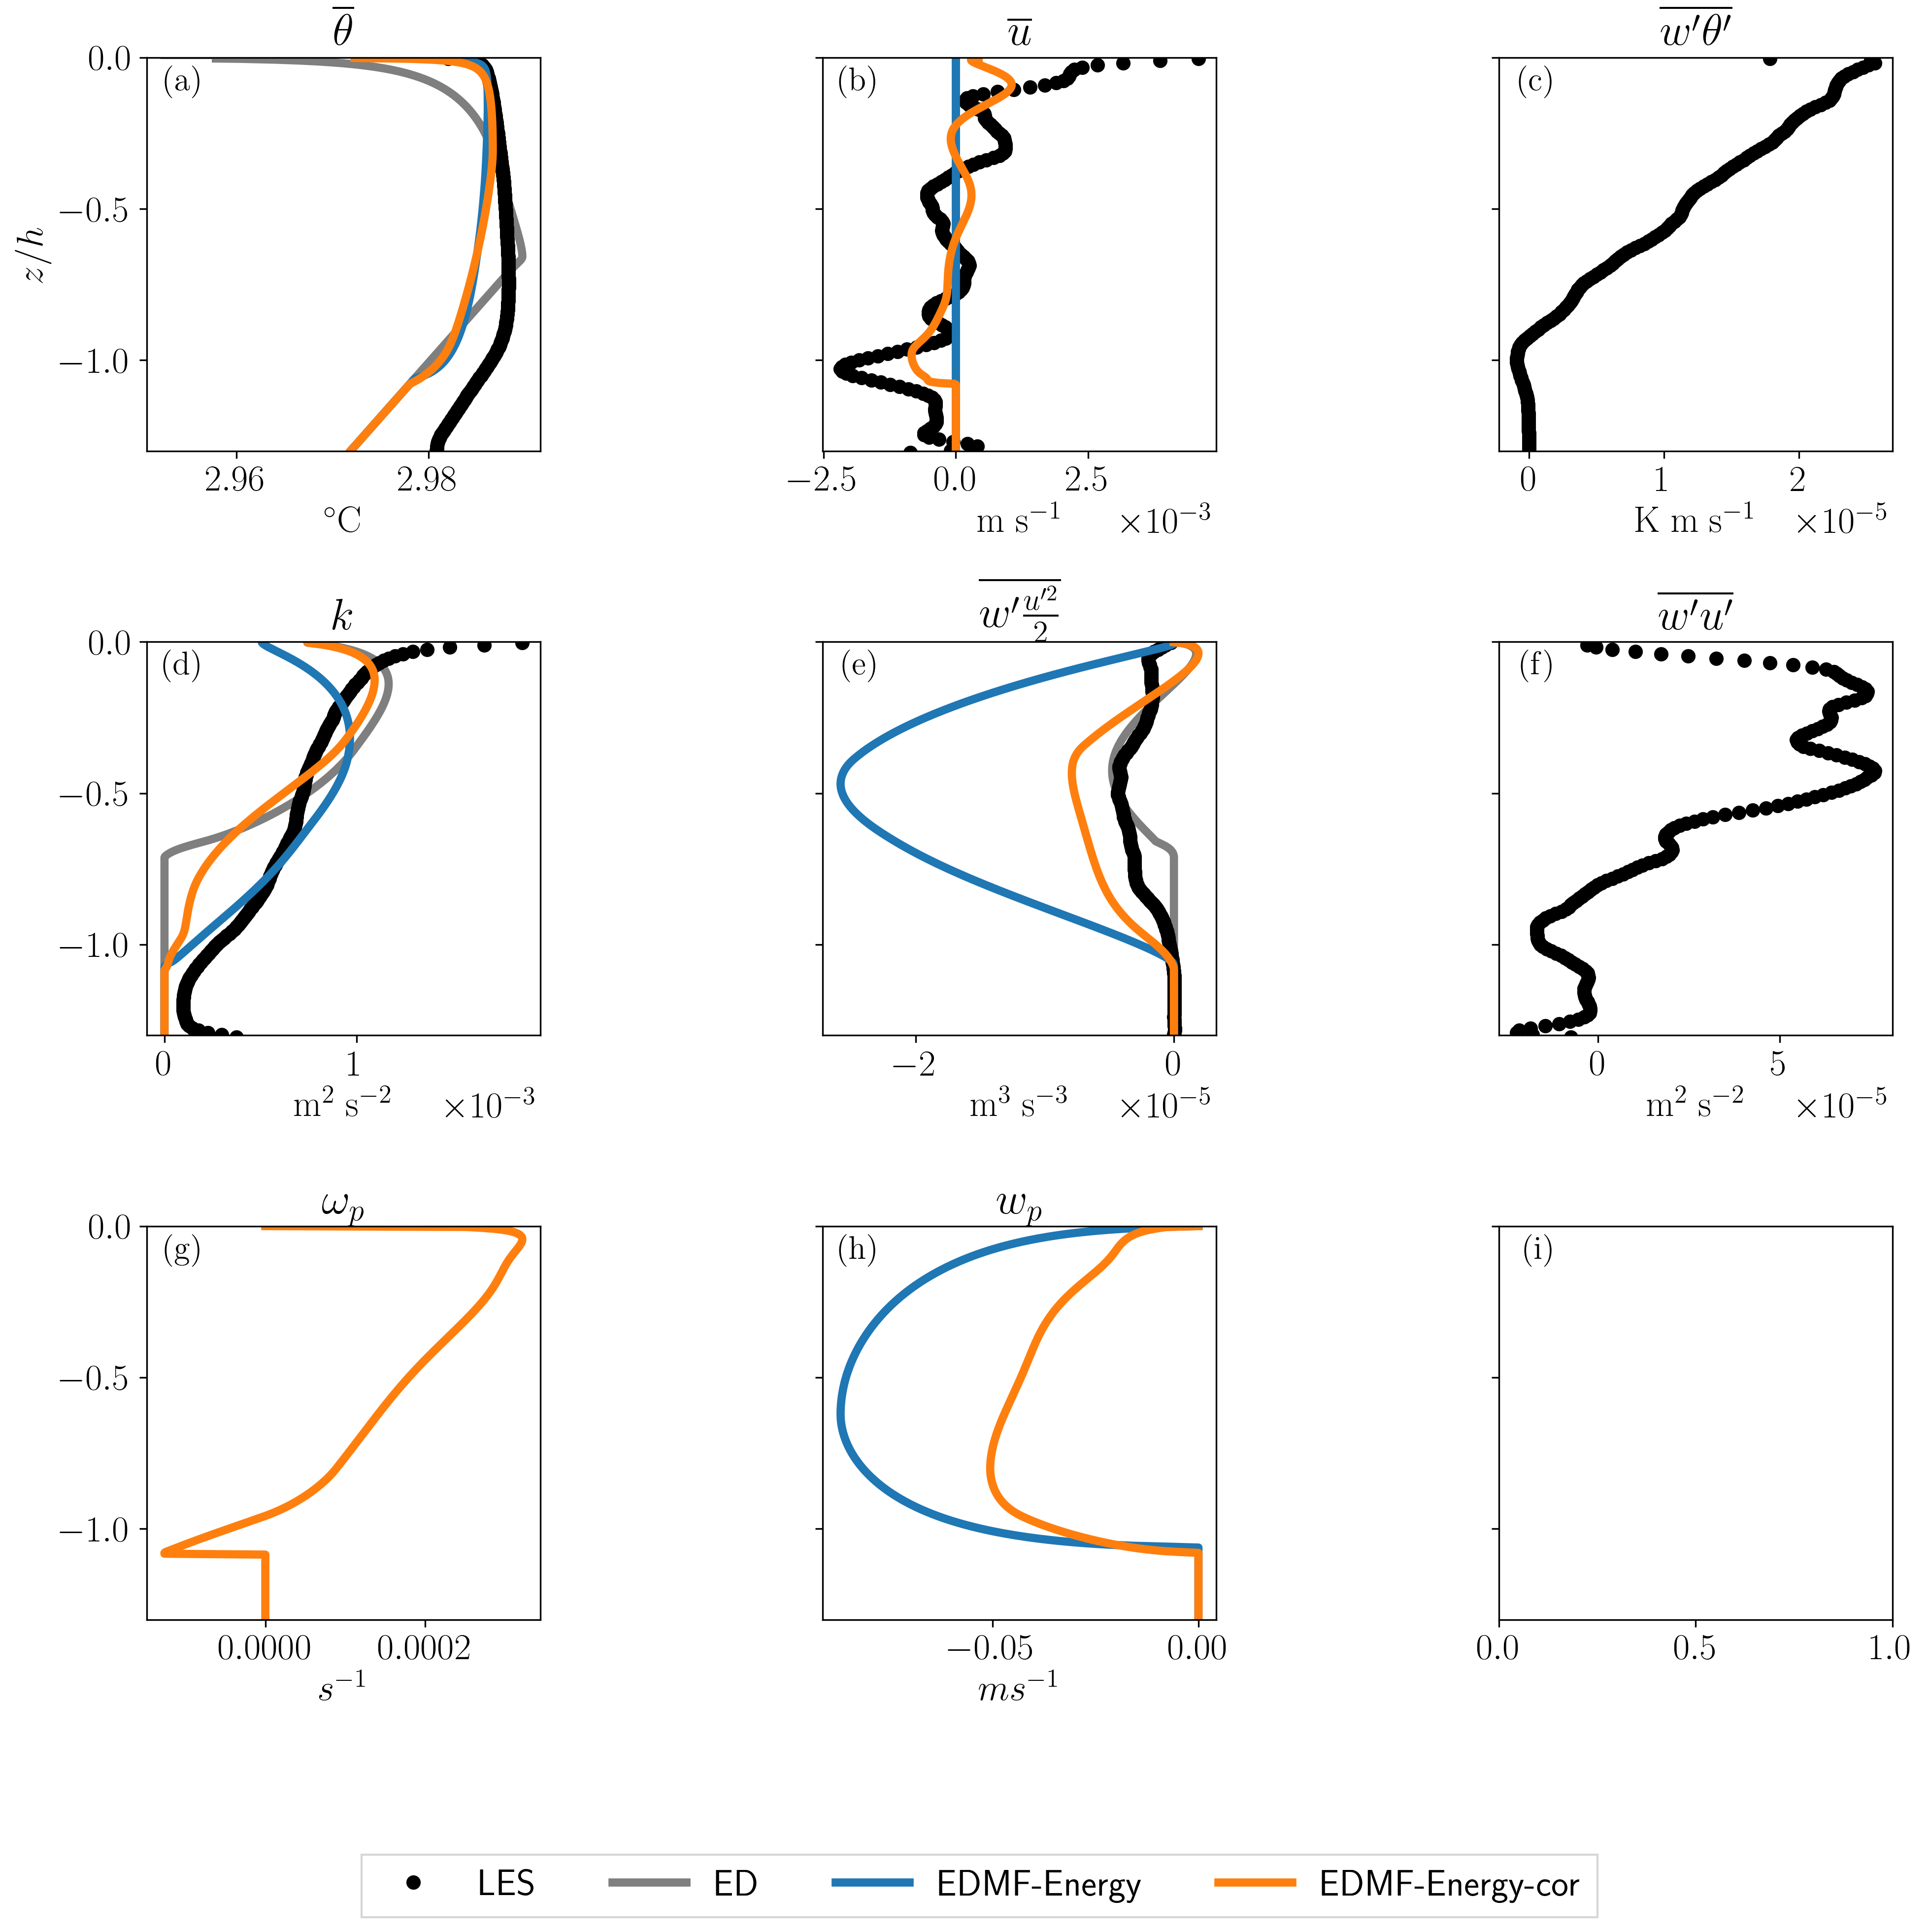 θ̅ u̅ w′θ′
0.0 (a) (b) (c)
−0.5
z/h
−1.0
2.96 2.98 −2.5 0.0 2.5 0 1 2
°C m s⁻¹ ×10⁻³ K m s⁻¹ ×10⁻⁵
k w′u′²/2 w′u′
0.0 (d) (e) (f)
−0.5
−1.0
0 1 −2 0 0 5
m² s⁻² ×10⁻³ m³ s⁻³ ×10⁻⁵ m² s⁻² ×10⁻⁵
ωₚ wₚ
0.0 (g) (h) (i)
−0.5
−1.0
0.0000 0.0002 −0.05 0.00 0.0 0.5 1.0
s⁻¹ ms⁻¹
LES ED EDMF-Energy EDMF-Energy-cor